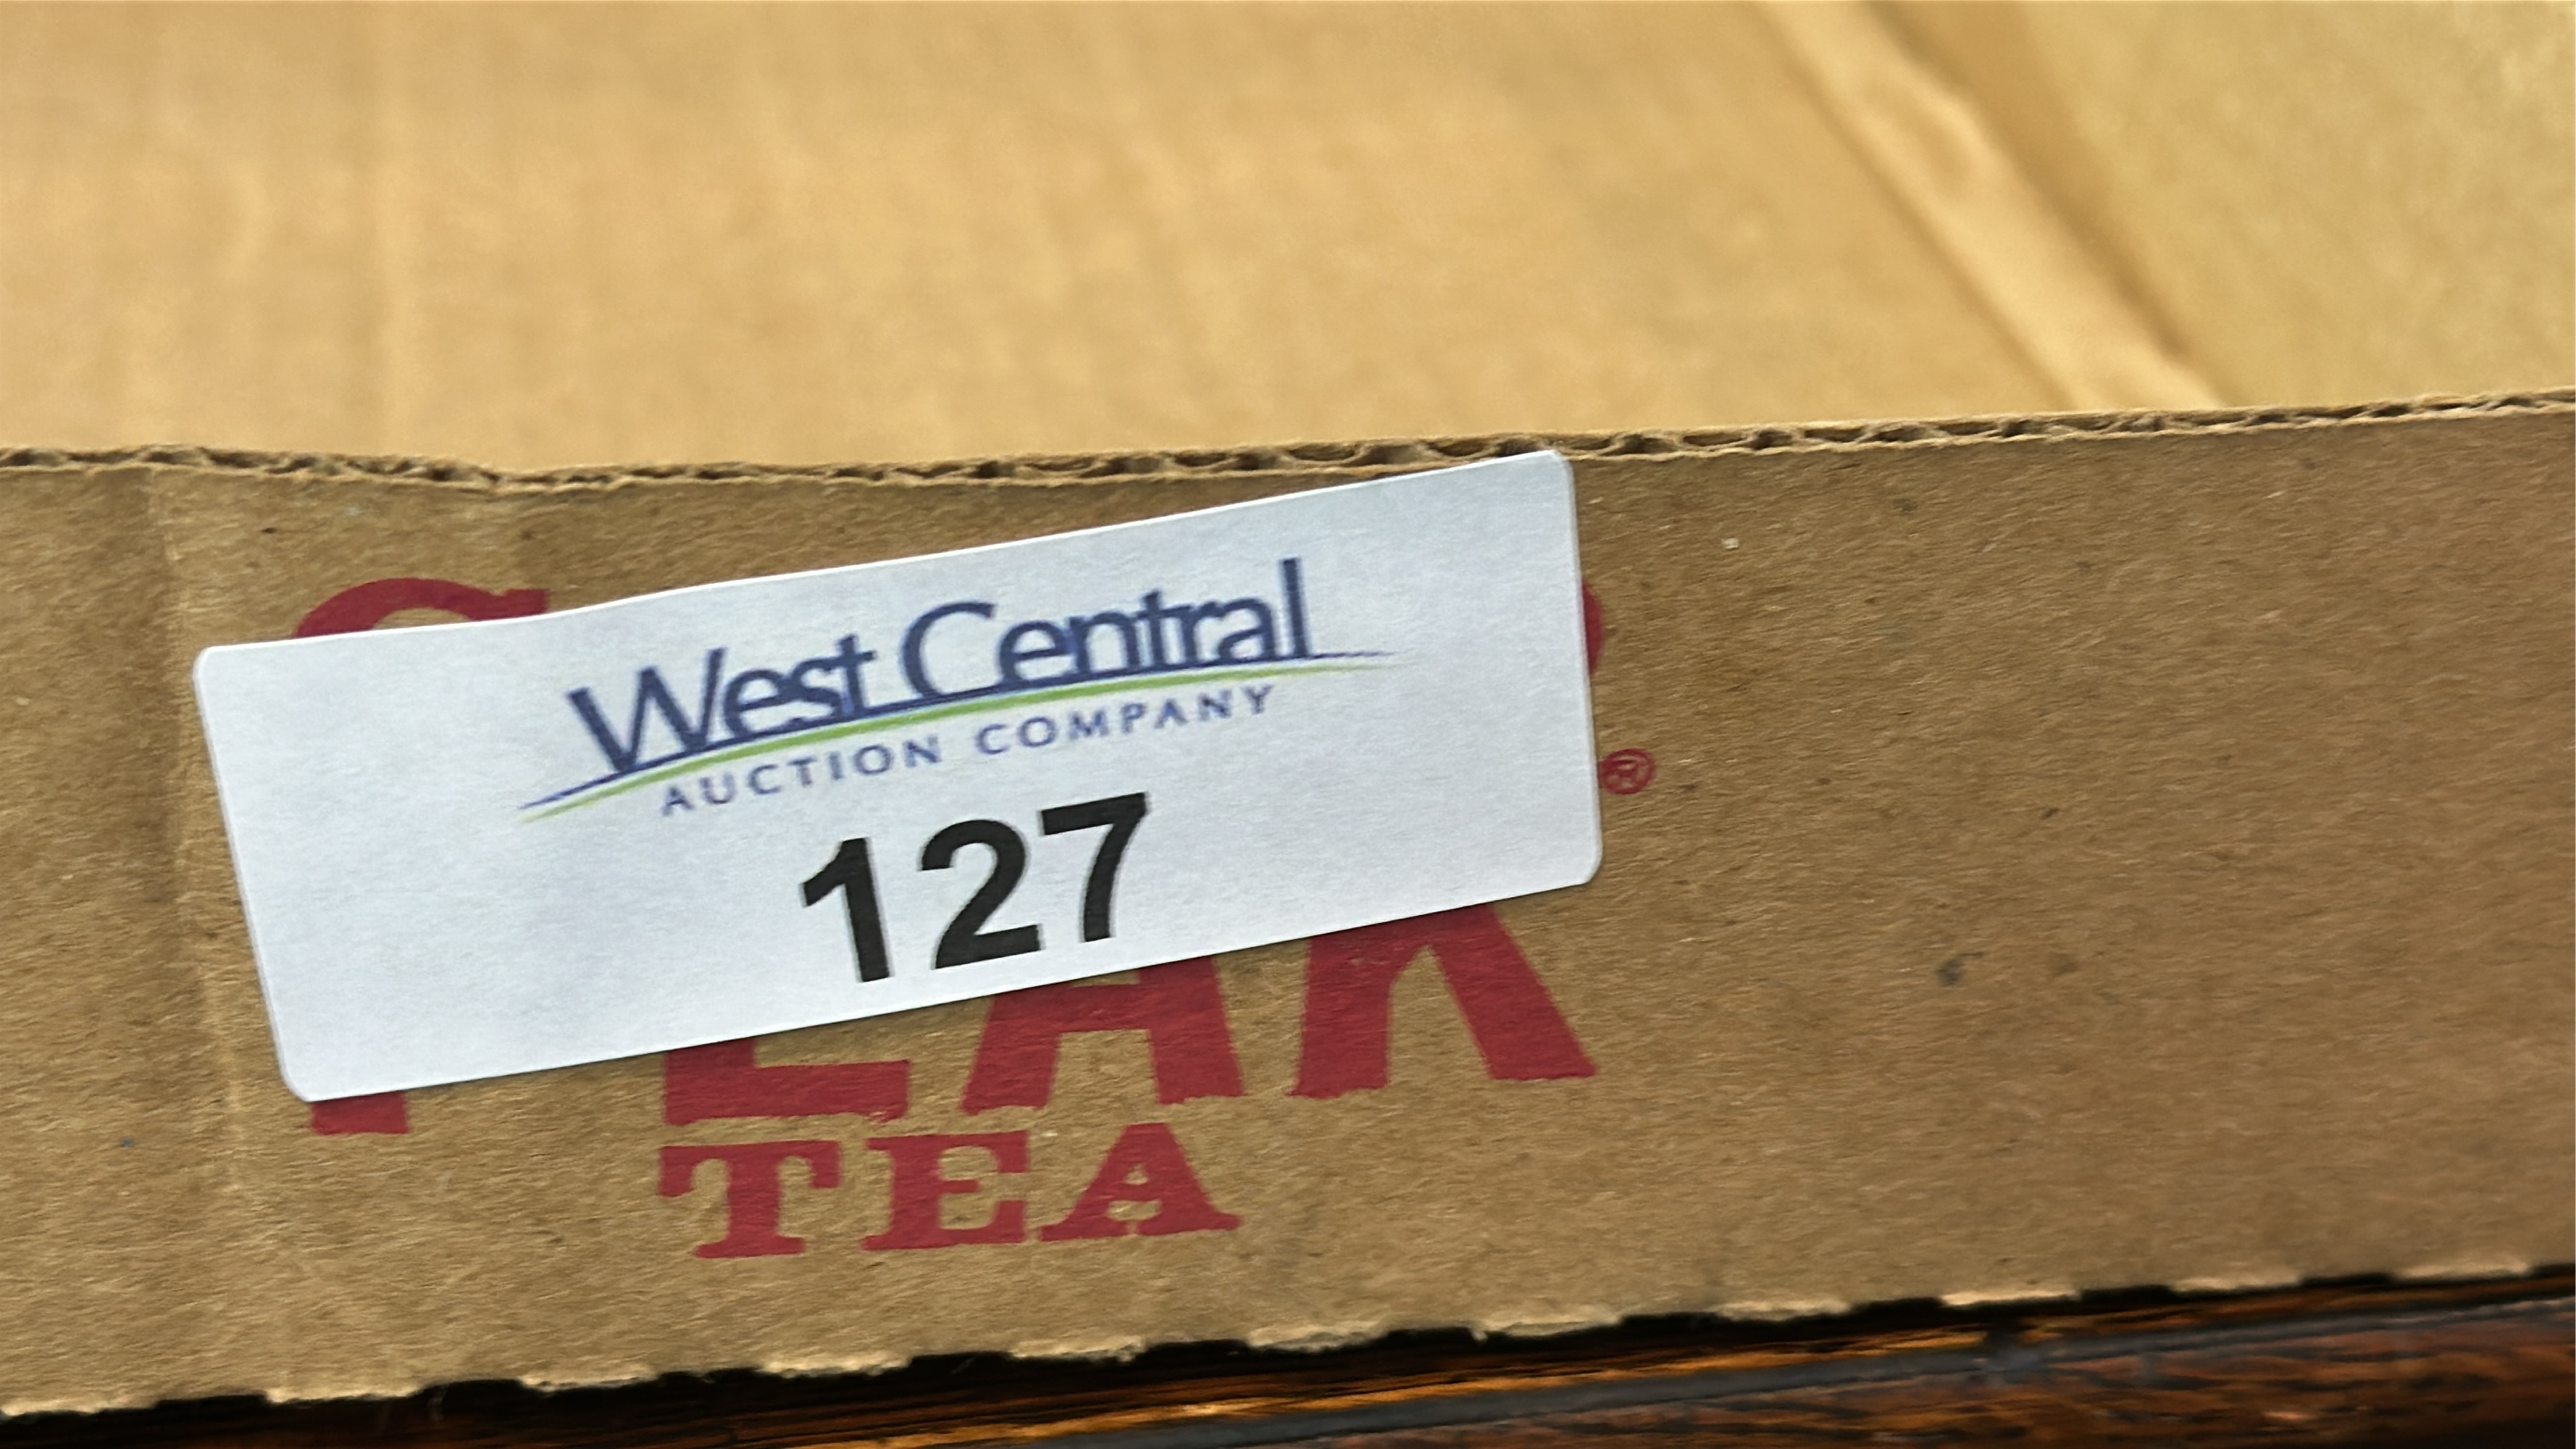 West Central
AUCTION COMPANY
127
®
TEA